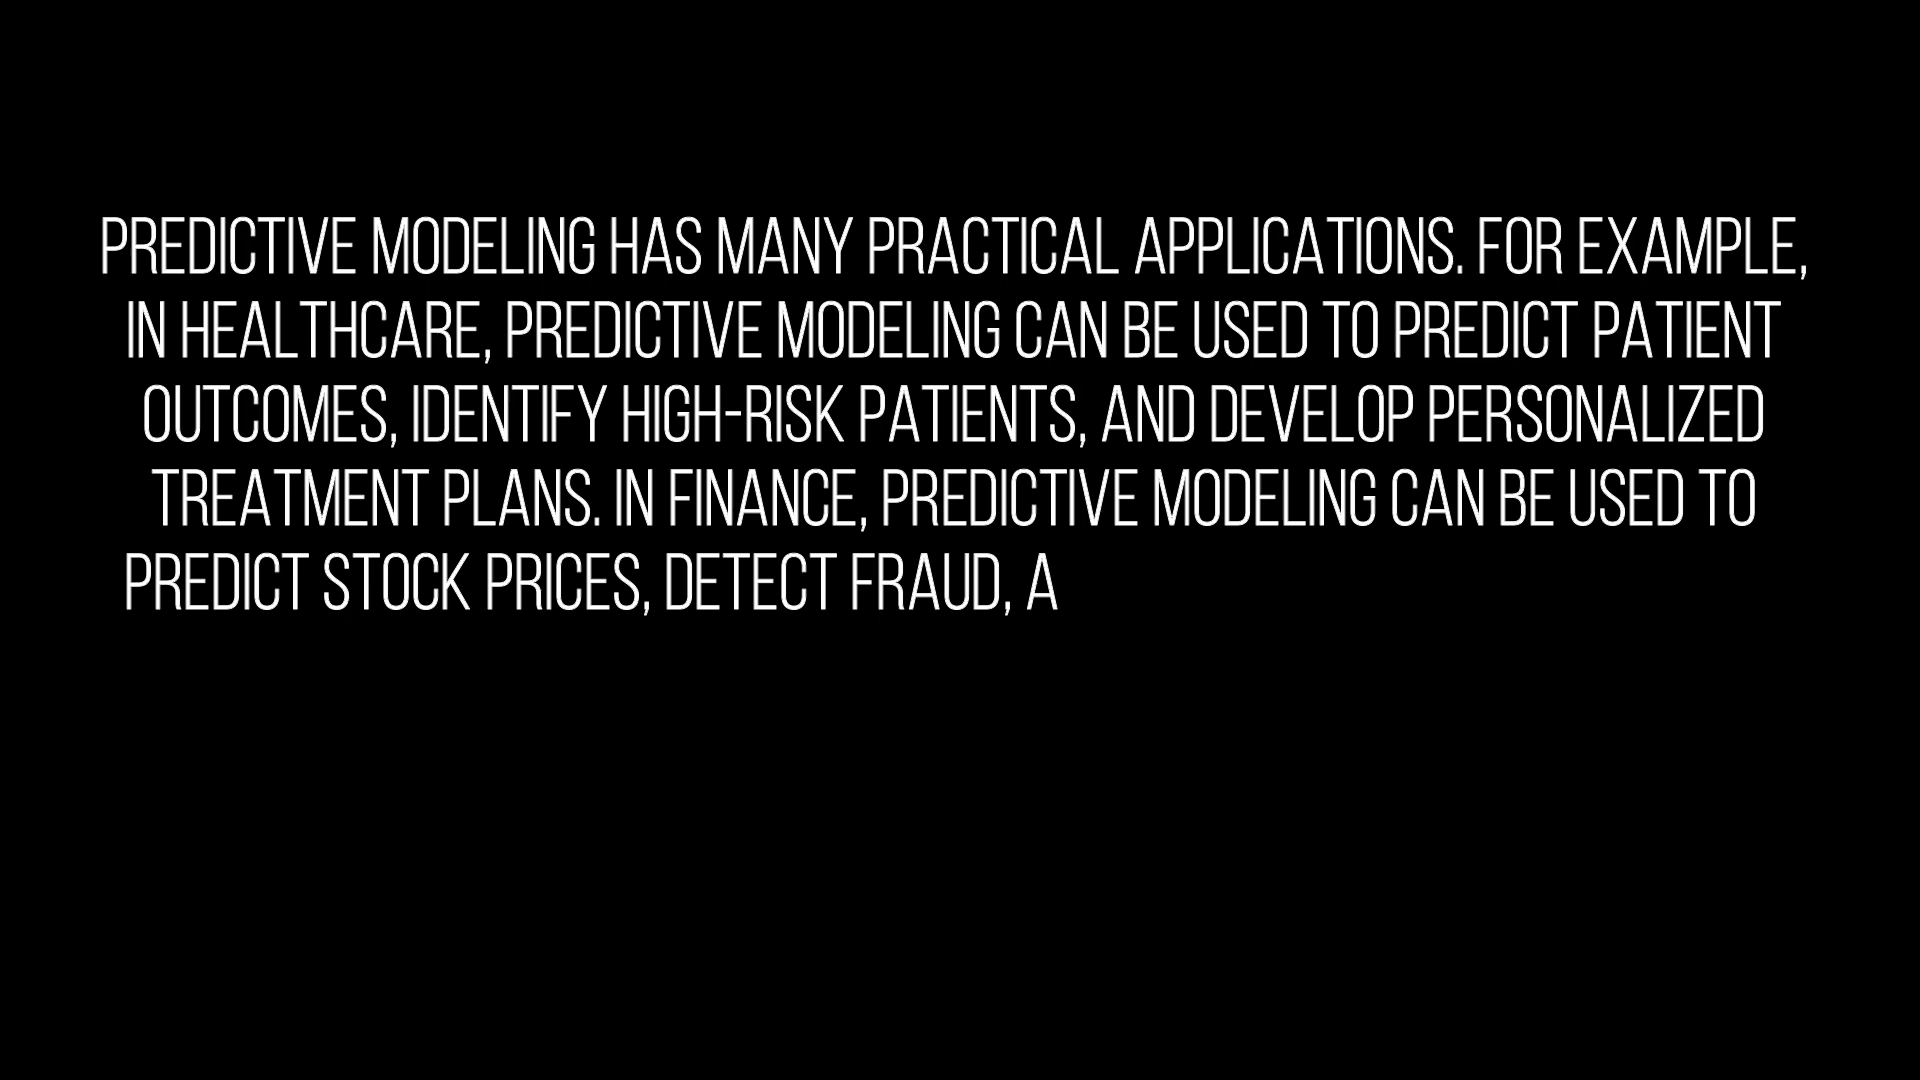 PREDICTIVE MODELING HAS MANY PRACTICAL APPLICATIONS. FOR EXAMPLE,
IN HEALTHCARE, PREDICTIVE MODELING CAN BE USED TO PREDICT PATIENT
OUTCOMES, IDENTIFY HIGH-RISK PATIENTS, AND DEVELOP PERSONALIZED
TREATMENT PLANS. IN FINANCE, PREDICTIVE MODELING CAN BE USED TO
PREDICT STOCK PRICES, DETECT FRAUD, A